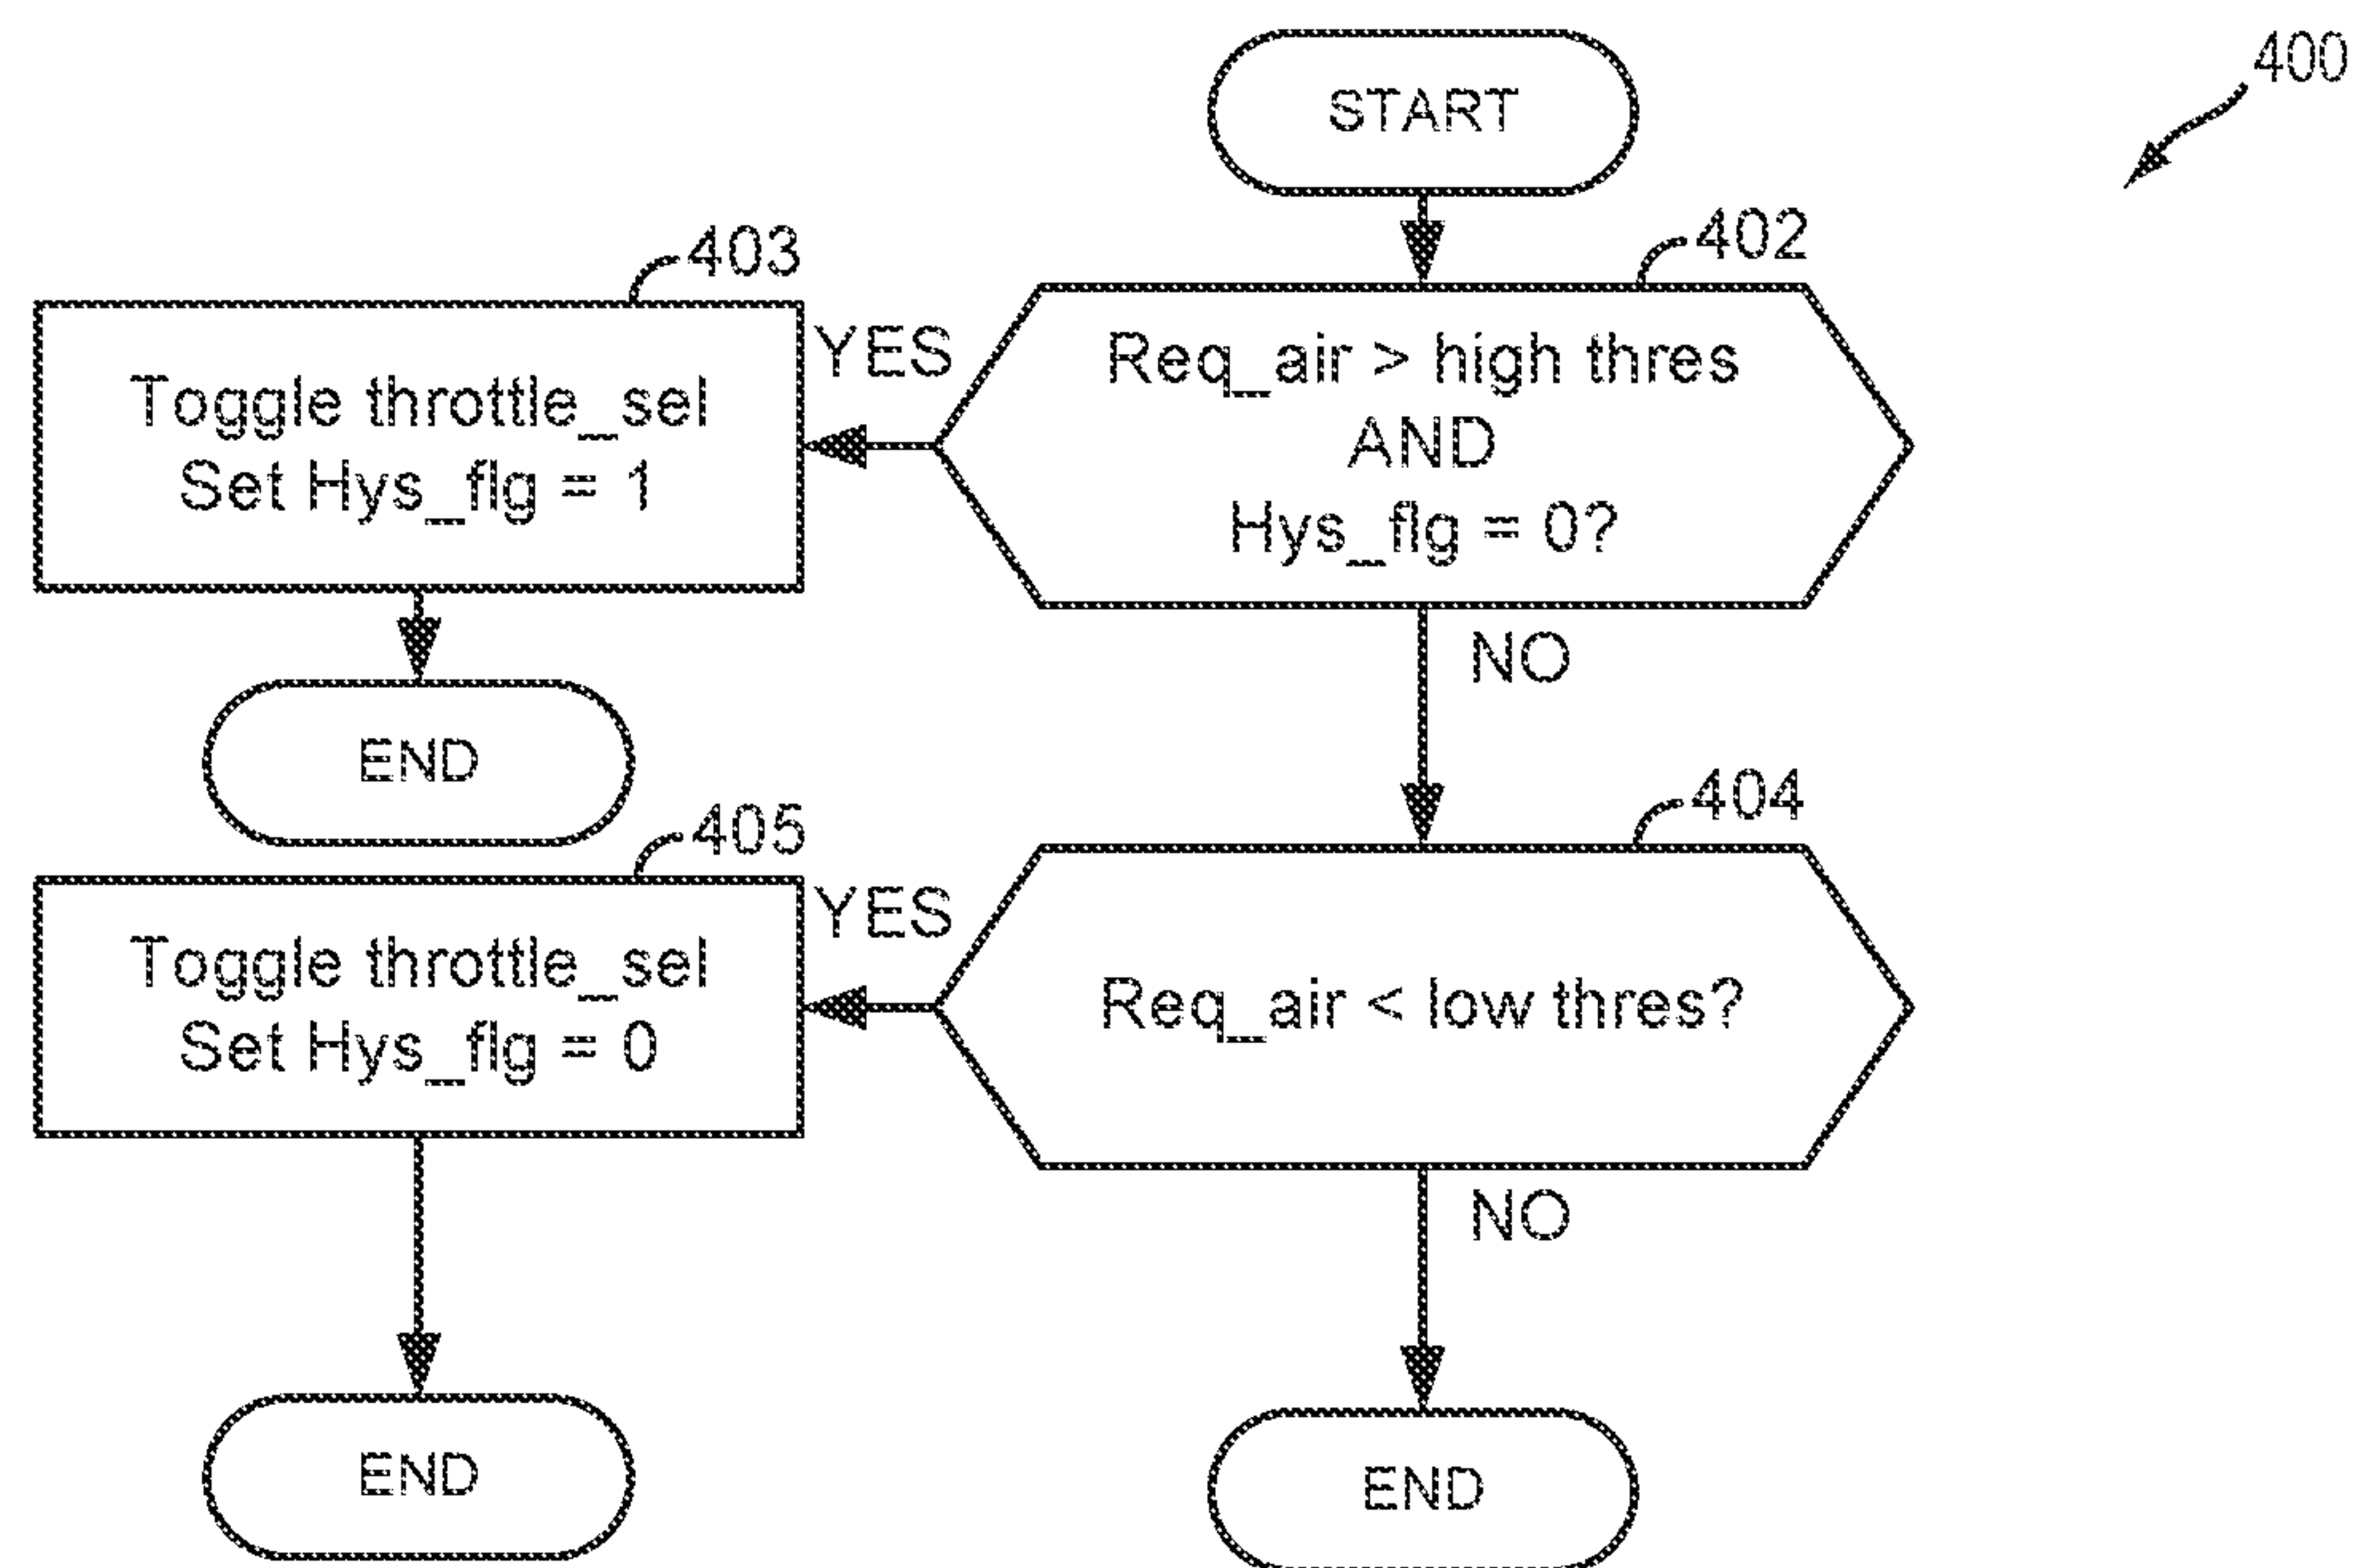 START
400
402
Req_air > high thres
AND
Hys_flg = 0?
YES
403
Toggle throttle_sel
Set Hys_flg = 1
END
NO
404
Req_air < low thres?
YES
405
Toggle throttle_sel
Set Hys_flg = 0
END
NO
END